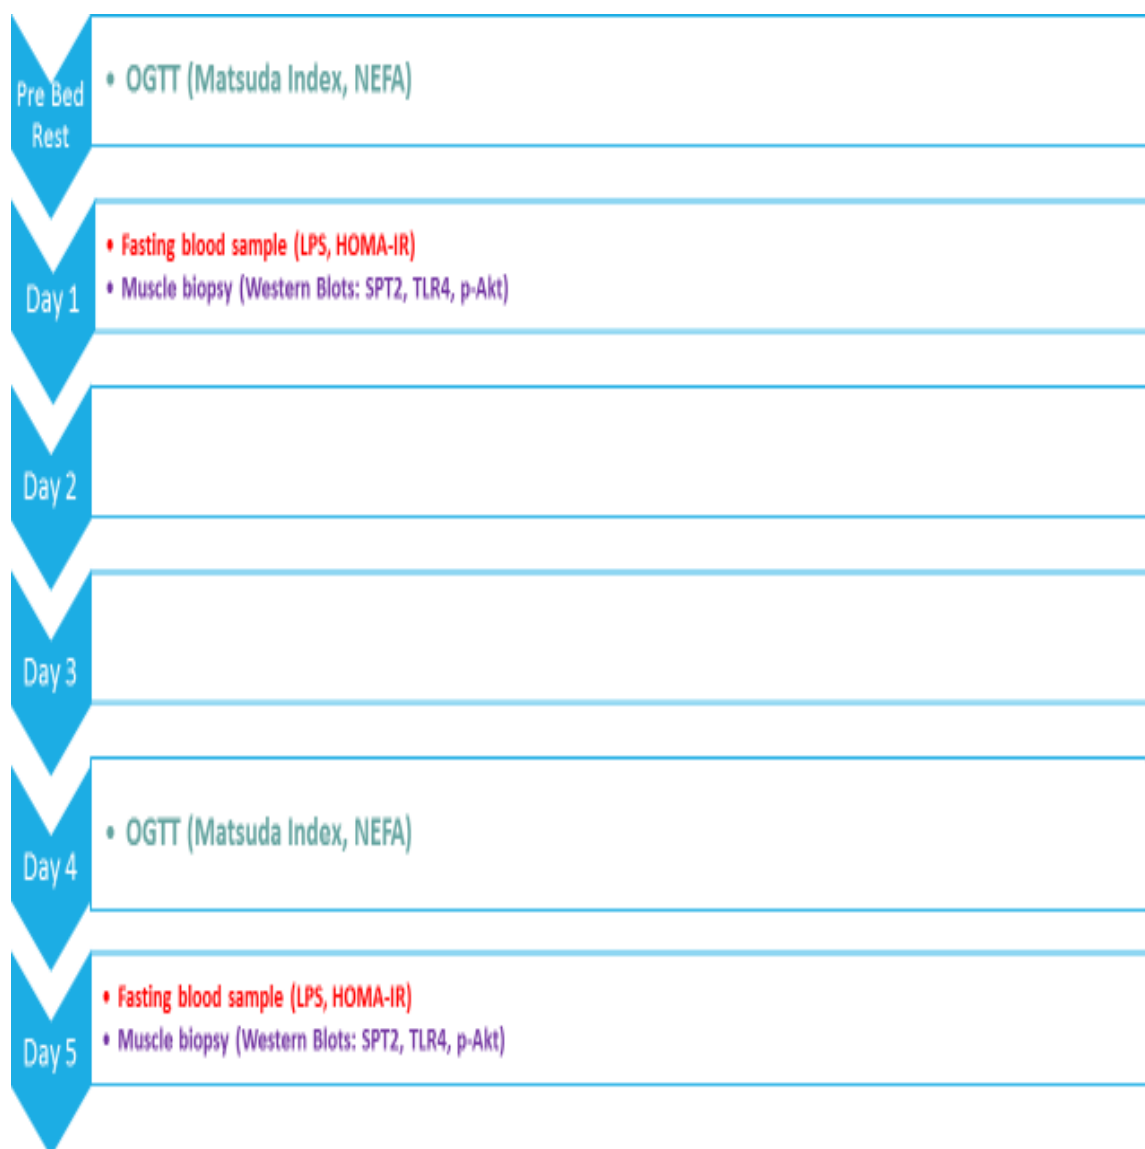 Pre Bed
Rest
• OGTT (Matsuda Index, NEFA)
Day 1
• Fasting blood sample (LPS, HOMA-IR)
• Muscle biopsy (Western Blots: SPT2, TLR4, p-Akt)
Day 2
Day 3
Day 4
• OGTT (Matsuda Index, NEFA)
Day 5
• Fasting blood sample (LPS, HOMA-IR)
• Muscle biopsy (Western Blots: SPT2, TLR4, p-Akt)